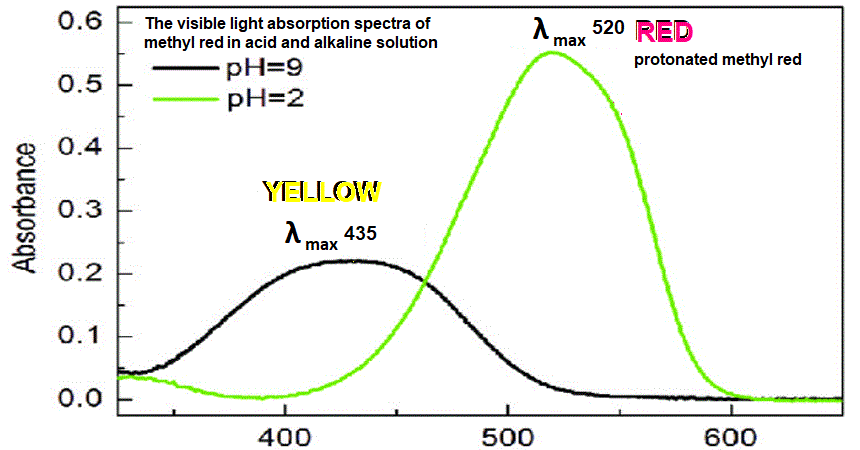 The visible light absorption spectra of
methyl red in acid and alkaline solution
pH=9
pH=2
λmax 520 RED
protonated methyl red
YELLOW
λmax 435
Absorbance
0.6
0.5
0.4
0.3
0.2
0.1
0.0
400 500 600